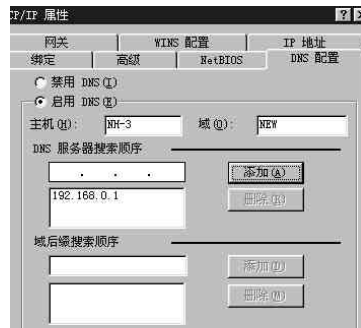 CP/IP 属性
网关 WINS 配置 IP 地址
绑定 高级 NetBIOS DNS 配置
禁用 DNS(I)
启用 DNS(E)
主机(H): NH-3 域(O): NEW
DNS 服务器搜索顺序
. . . 添加(A)
192.168.0.1 删除(R)
域后缀搜索顺序
添加(D)
删除(M)